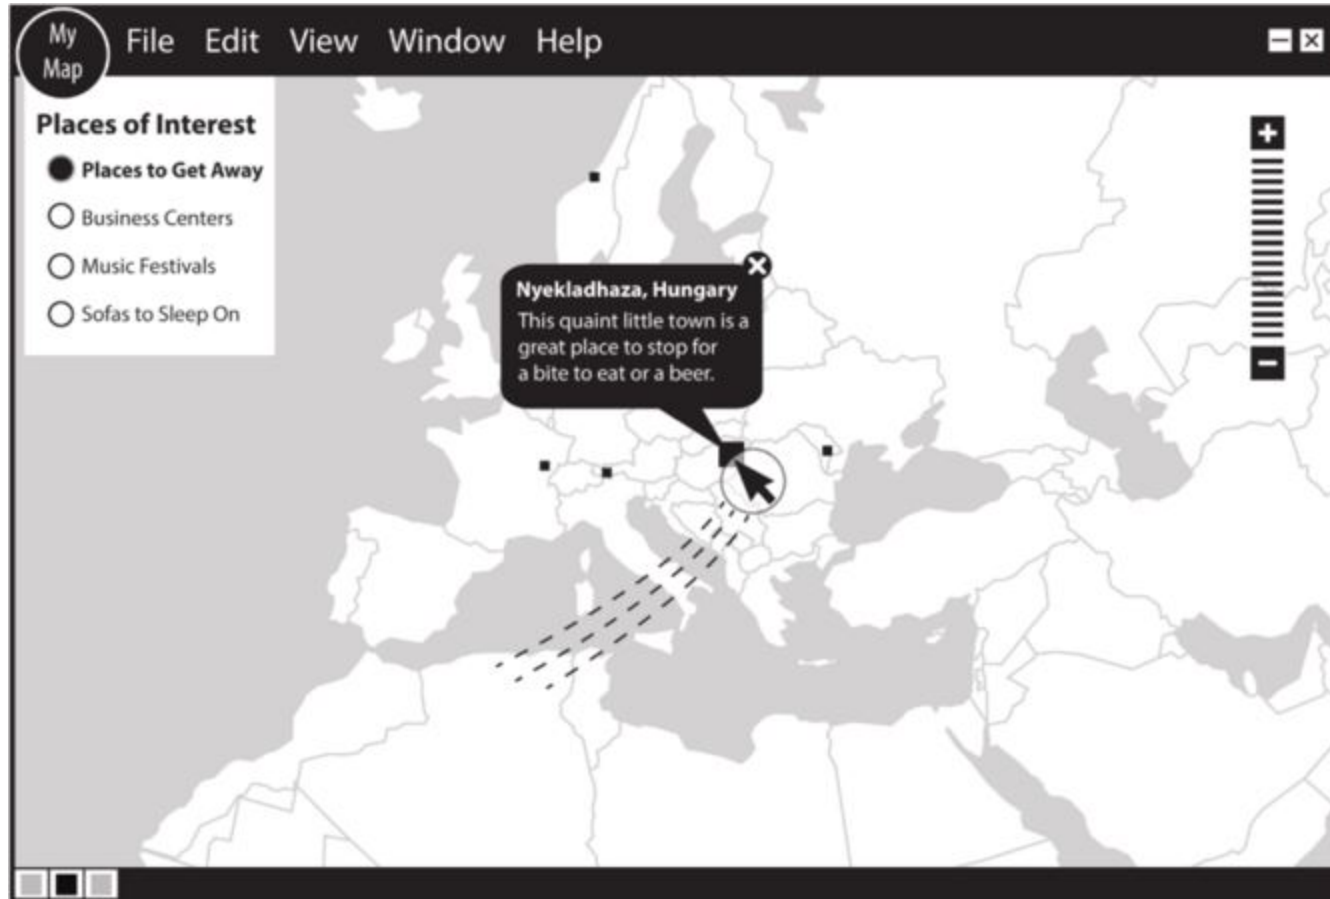 My
Map
File Edit View Window Help
Places of Interest
Places to Get Away
Business Centers
Music Festivals
Sofas to Sleep On
Nyekladhaza, Hungary
This quaint little town is a
great place to stop for
a bite to eat or a beer.